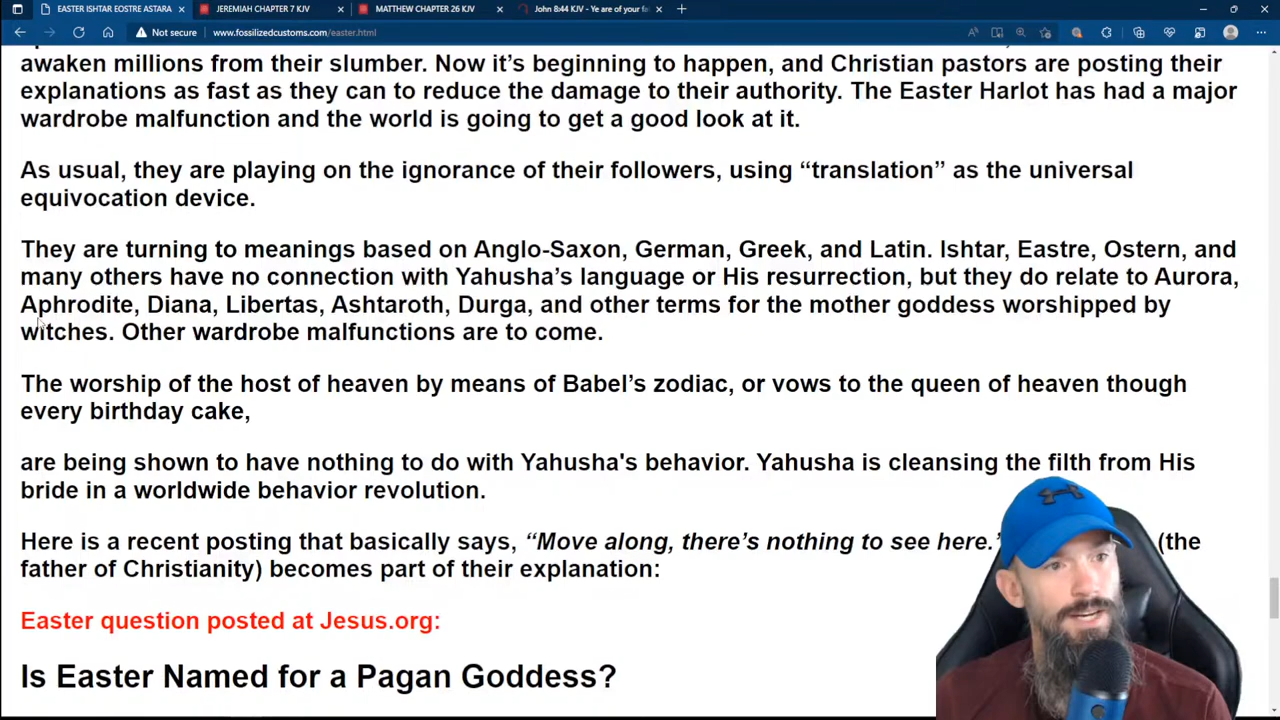 EASTER ISHTAR EOSTRE ASTARA
JEREMIAH CHAPTER 7 KJV
MATTHEW CHAPTER 26 KJV
John 8:44 KJV - Ye are of your fa
Not secure
www.fossilizedcustoms.com/easter.html
awaken millions from their slumber. Now it’s beginning to happen, and Christian pastors are posting their
explanations as fast as they can to reduce the damage to their authority. The Easter Harlot has had a major
wardrobe malfunction and the world is going to get a good look at it.
As usual, they are playing on the ignorance of their followers, using “translation” as the universal
equivocation device.
They are turning to meanings based on Anglo-Saxon, German, Greek, and Latin. Ishtar, Eastre, Ostern, and
many others have no connection with Yahusha’s language or His resurrection, but they do relate to Aurora,
Aphrodite, Diana, Libertas, Ashtaroth, Durga, and other terms for the mother goddess worshipped by
witches. Other wardrobe malfunctions are to come.
The worship of the host of heaven by means of Babel’s zodiac, or vows to the queen of heaven though
every birthday cake,
are being shown to have nothing to do with Yahusha's behavior. Yahusha is cleansing the filth from His
bride in a worldwide behavior revolution.
Here is a recent posting that basically says, “Move along, there’s nothing to see here.” (the
father of Christianity) becomes part of their explanation:
Easter question posted at Jesus.org:
Is Easter Named for a Pagan Goddess?